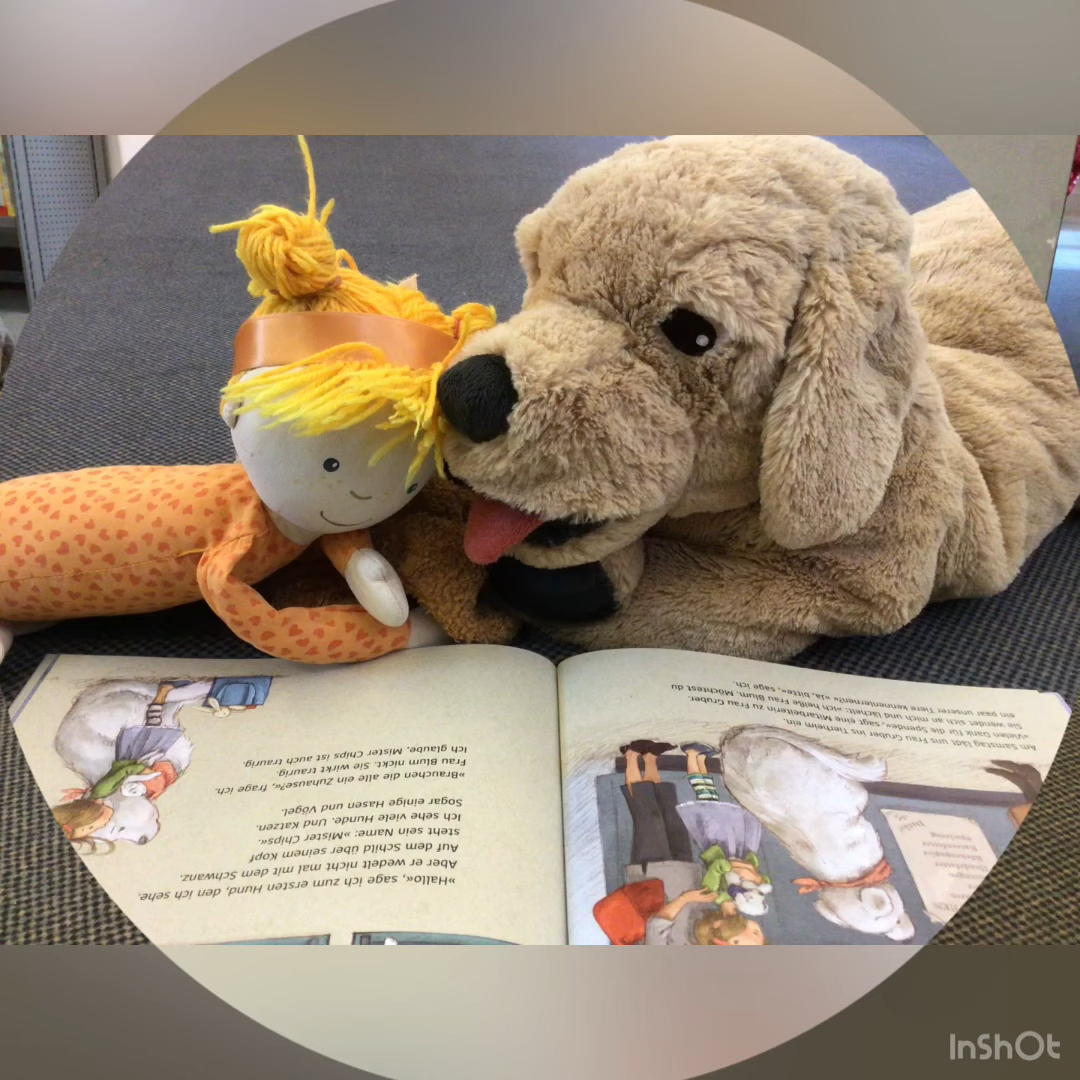 Am Samstag lädt uns Frau Gruber ins Tierheim ein.
»Vielen Dank für die Spende«, sagt eine Mitarbeiterin zu Frau Gruber.
Sie wendet sich an mich und lächelt: »Ich heiße Frau Blum. Möchtest du
ein paar unserer Tiere kennenlernen?« »Ja, bitte«, sage ich.
Spielzeug
»Hallo«, sage ich zum ersten Hund, den ich sehe.
Aber er wedelt nicht mal mit dem Schwanz.
Auf dem Schild über seinem Kopf
steht sein Name: »Mister Chips«.
Ich sehe viele Hunde. Und Katzen.
Sogar einige Hasen und Vögel.
»Brauchen die alle ein Zuhause?«, frage ich.
Frau Blum nickt. Sie wirkt traurig.
Ich glaube, Mister Chips ist auch traurig.
InShOt